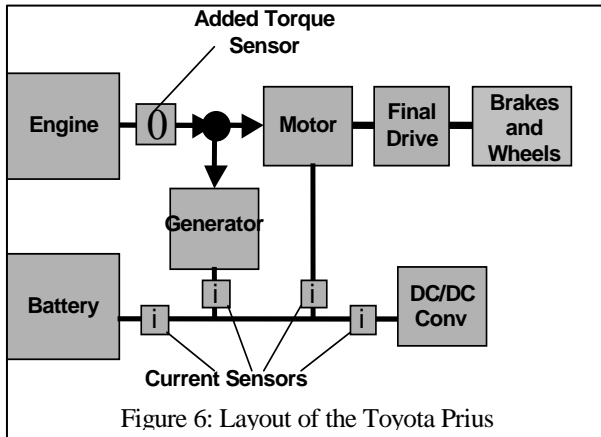 Added Torque
Sensor
Engine
0
Motor
Final
Drive
Brakes
and
Wheels
Generator
Battery
i
i
i
i
DC/DC
Conv
Current Sensors
Figure 6: Layout of the Toyota Prius